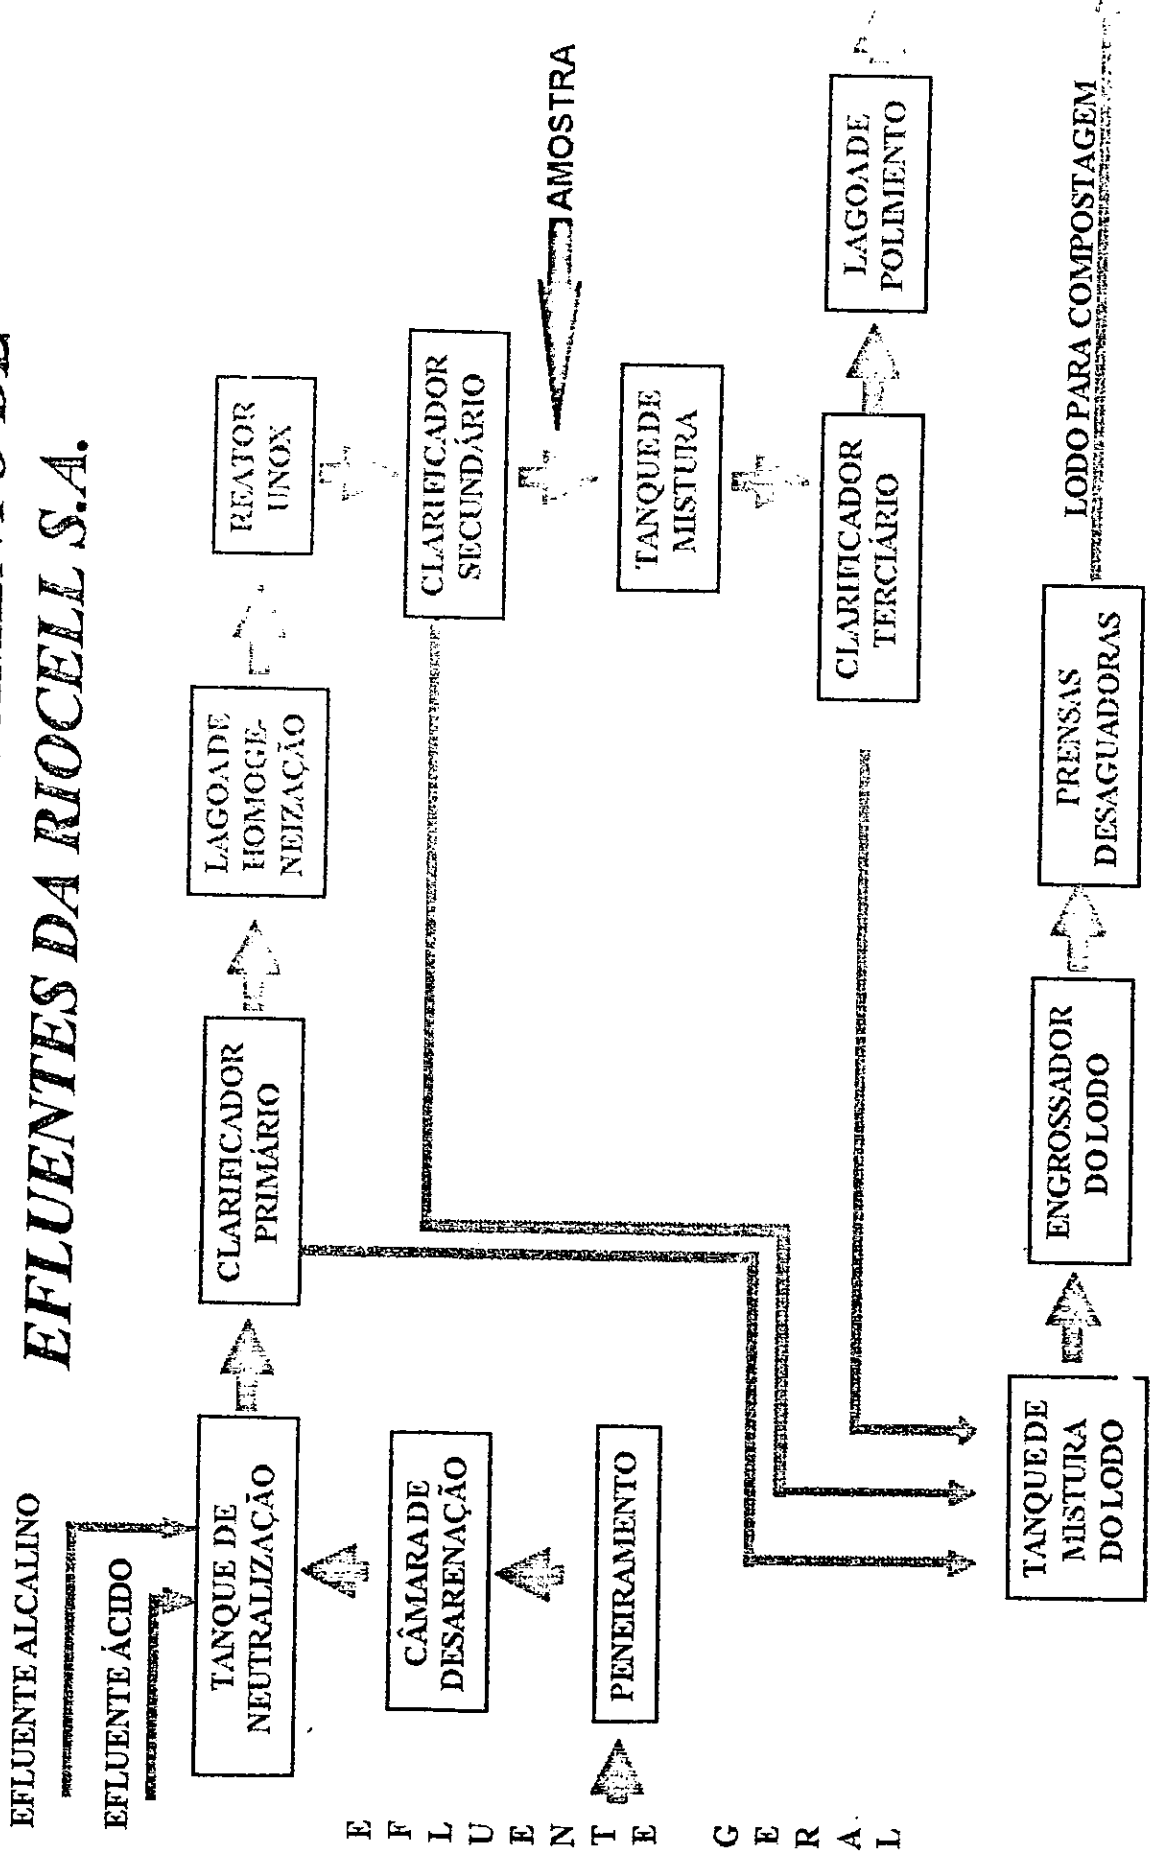 EFLUENTES DA RIOCELL S.A.
EFLUENTE ALCALINO
EFLUENTE ÁCIDO
TANQUE DE
NEUTRALIZAÇÃO
CLARIFICADOR
PRIMÁRIO
LAGOA DE
HOMOGE-
NEIZAÇÃO
REATOR
UNOX
CÂMARA DE
DESARENAÇÃO
CLARIFICADOR
SECUNDÁRIO
AMOSTRA
PENEIRAMENTO
TANQUE DE
MISTURA
EFLUENTE GERAL
CLARIFICADOR
TERCIÁRIO
LAGOA DE
POLIMENTO
TANQUE DE
MISTURA
DO LODO
ENGROSSADOR
DO LODO
PRENSAS
DESAGUADORAS
LODO PARA COMPOSTAGEM